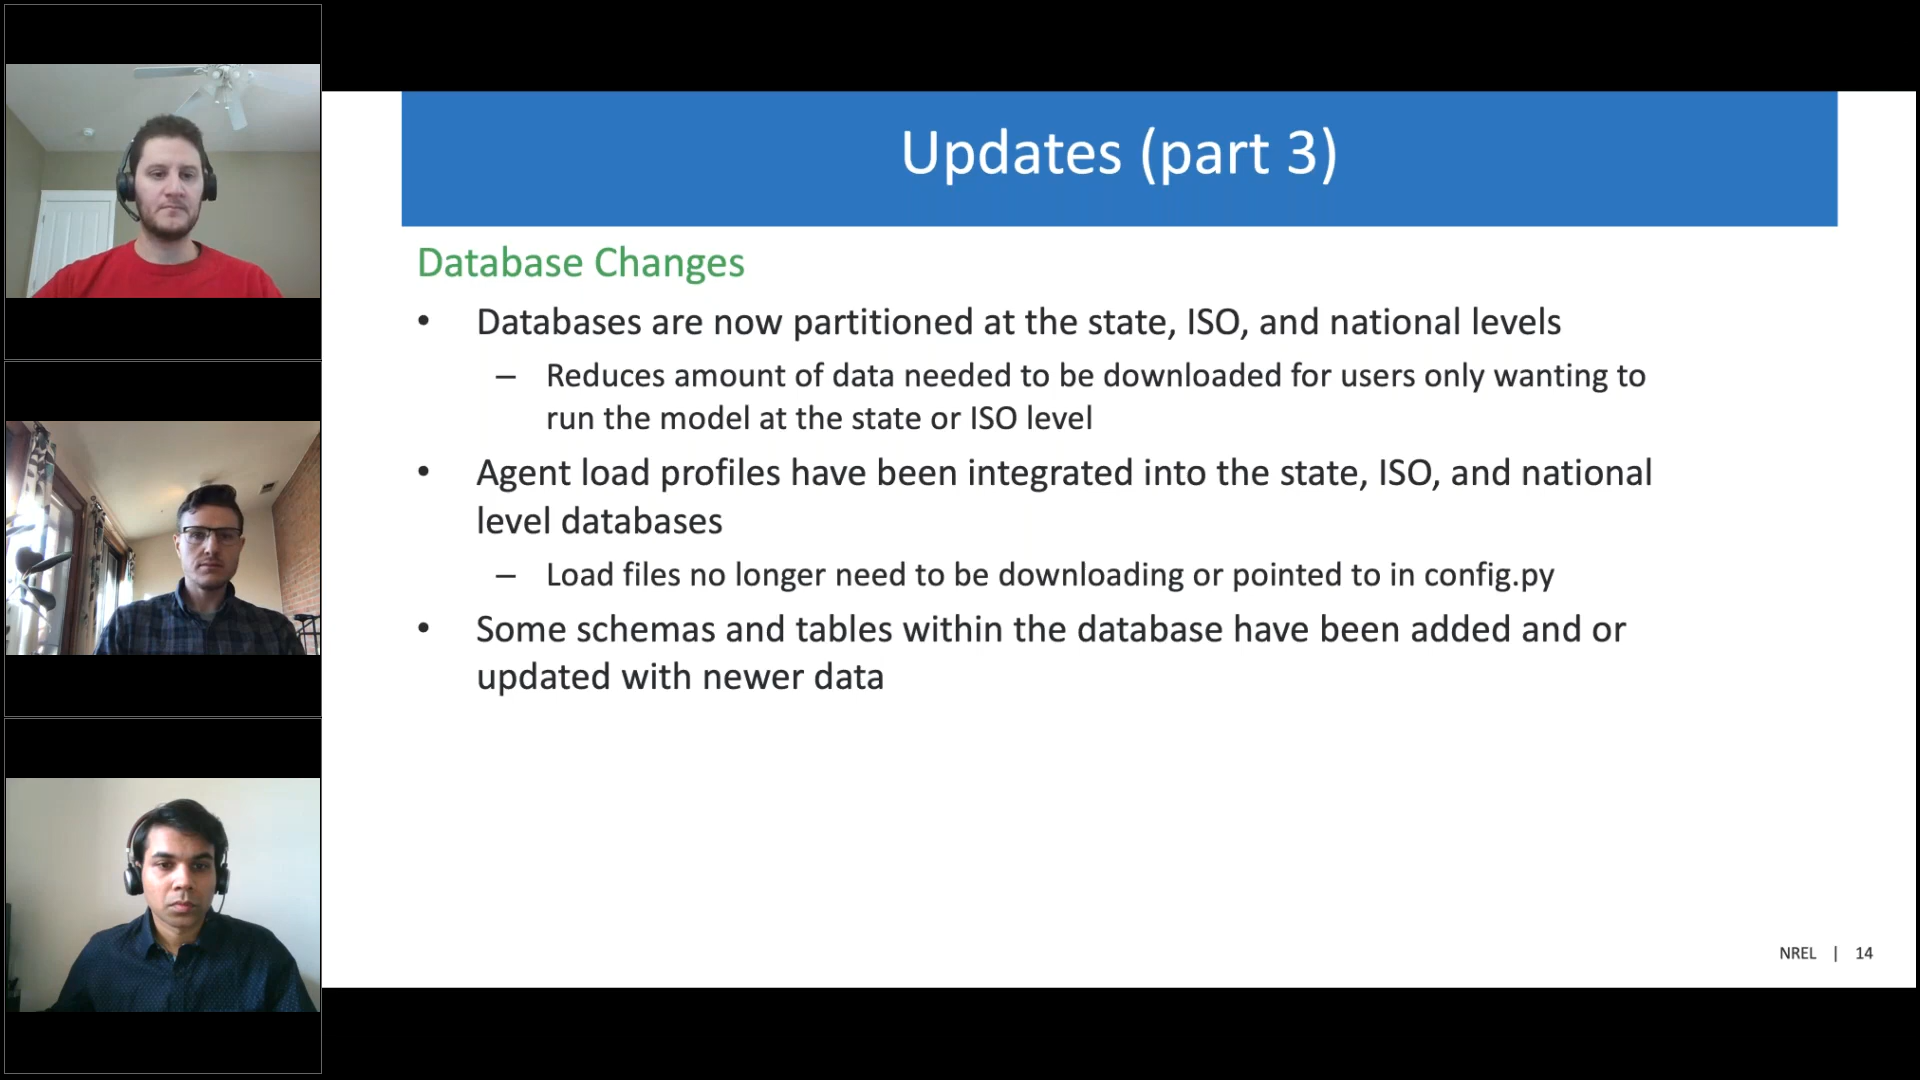 Updates (part 3)
Database Changes
• Databases are now partitioned at the state, ISO, and national levels
– Reduces amount of data needed to be downloaded for users only wanting to
run the model at the state or ISO level
• Agent load profiles have been integrated into the state, ISO, and national
level databases
– Load files no longer need to be downloading or pointed to in config.py
• Some schemas and tables within the database have been added and or
updated with newer data
NREL | 14